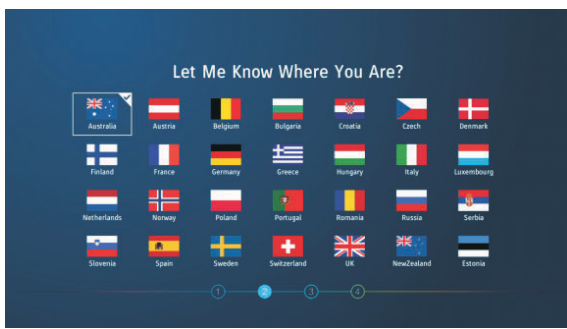 Let Me Know Where You Are?
Australia Austria Belgium Bulgaria Croatia Czech Denmark
Finland France Germany Greece Hungary Italy Luxembourg
Netherlands Norway Poland Portugal Romania Russia Serbia
Slovenia Spain Sweden Switzerland UK NewZealand Estonia
1 2 3 4